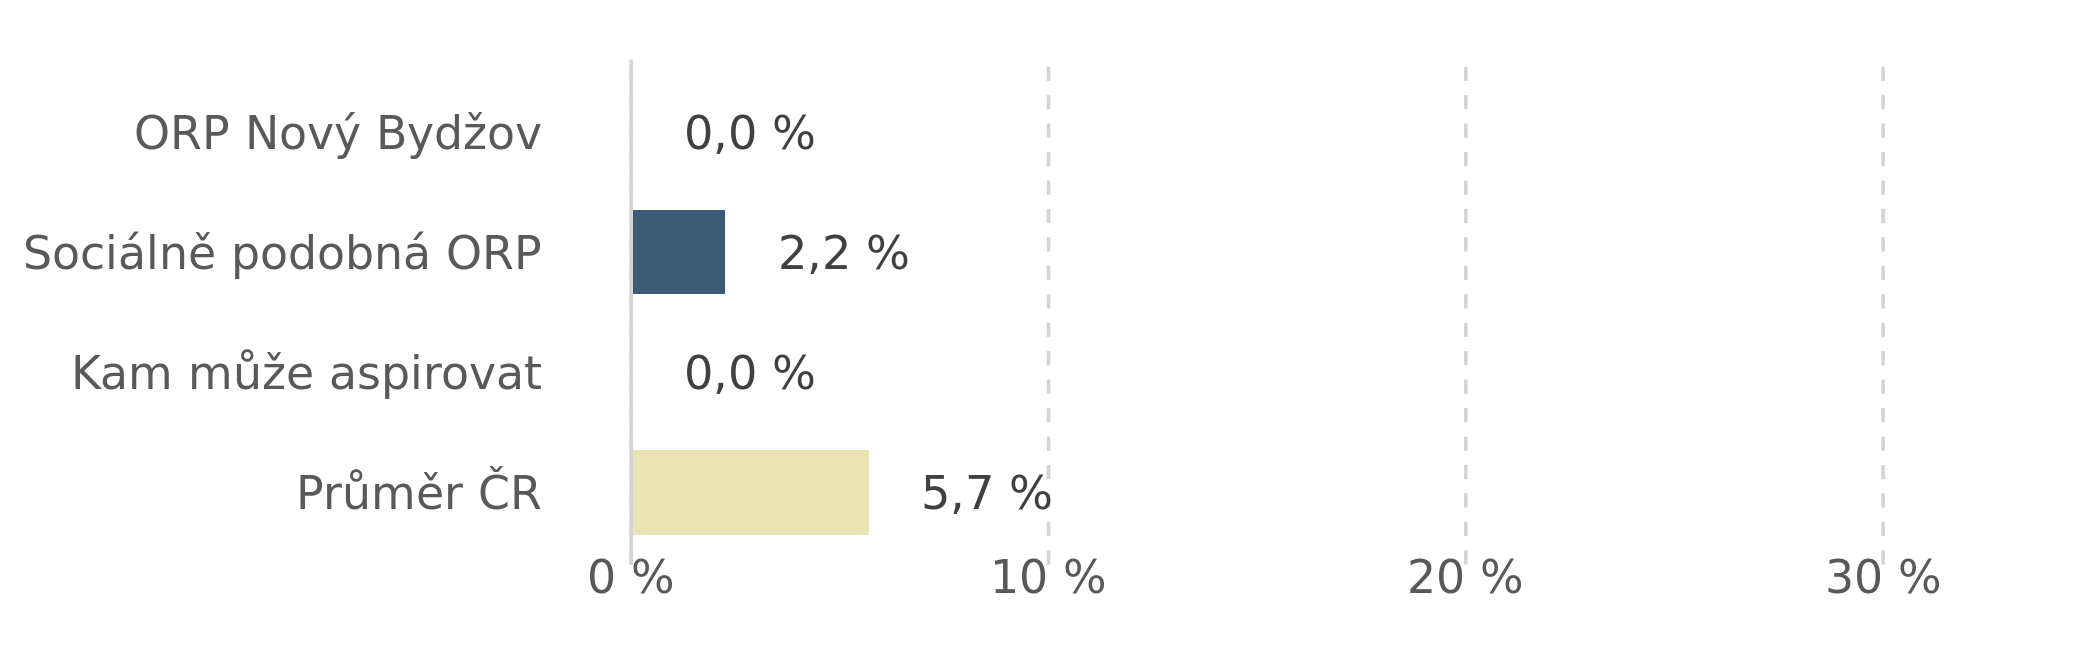 ORP Nový Bydžov 0,0 %
Sociálně podobná ORP 2,2 %
Kam může aspirovat 0,0 %
Průměr ČR 5,7 %
0 % 10 % 20 % 30 %